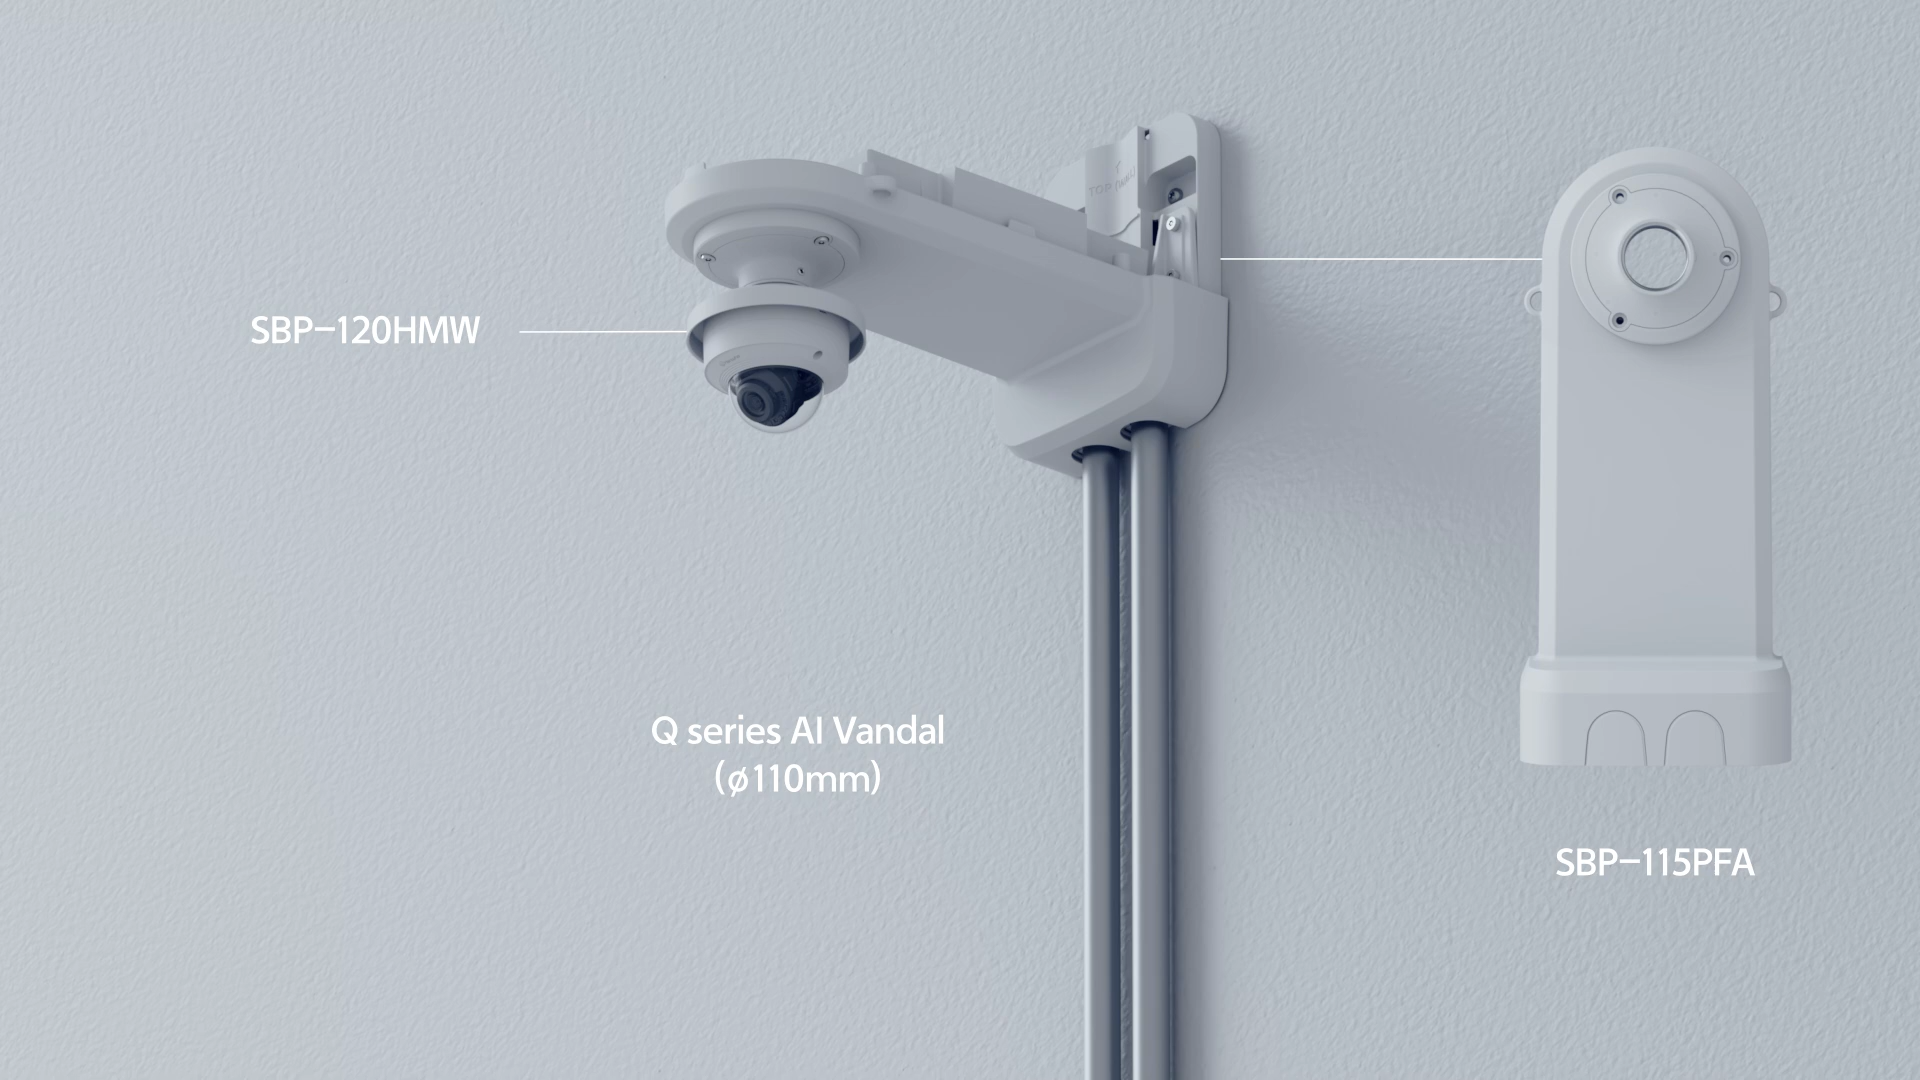 SBP-120HMW
Q series AI Vandal
(ø110mm)
SBP-115PFA